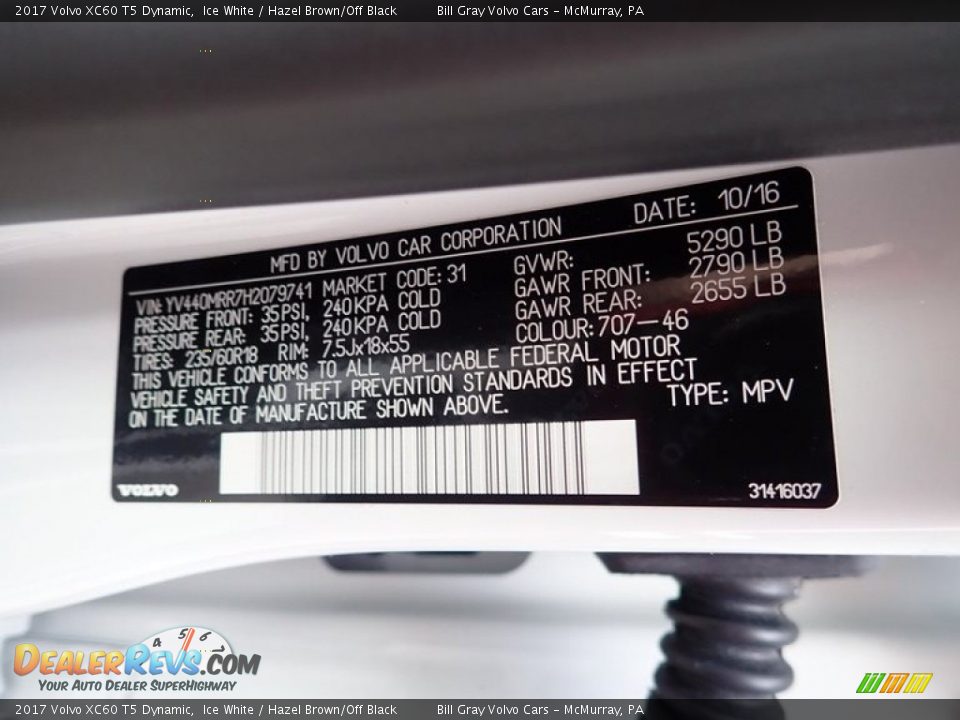 2017 Volvo XC60 T5 Dynamic, Ice White / Hazel Brown/Off Black Bill Gray Volvo Cars - McMurray, PA
MFD BY VOLVO CAR CORPORATION DATE: 10/16
VIN: YV440MRR7H2079741 MARKET CODE: 31 GVWR: 5290 LB
PRESSURE FRONT: 35PSI, 240KPA COLD GAWR FRONT: 2790 LB
PRESSURE REAR: 35PSI, 240KPA COLD GAWR REAR: 2655 LB
TIRES: 235/60R18 RIM: 7.5Jx18x55 COLOUR: 707-46
THIS VEHICLE CONFORMS TO ALL APPLICABLE FEDERAL MOTOR
VEHICLE SAFETY AND THEFT PREVENTION STANDARDS IN EFFECT
ON THE DATE OF MANUFACTURE SHOWN ABOVE. TYPE: MPV
VOLVO 31416037
4 5 6
DEALERREVS.COM
YOUR AUTO DEALER SUPERHIGHWAY
2017 Volvo XC60 T5 Dynamic, Ice White / Hazel Brown/Off Black Bill Gray Volvo Cars - McMurray, PA